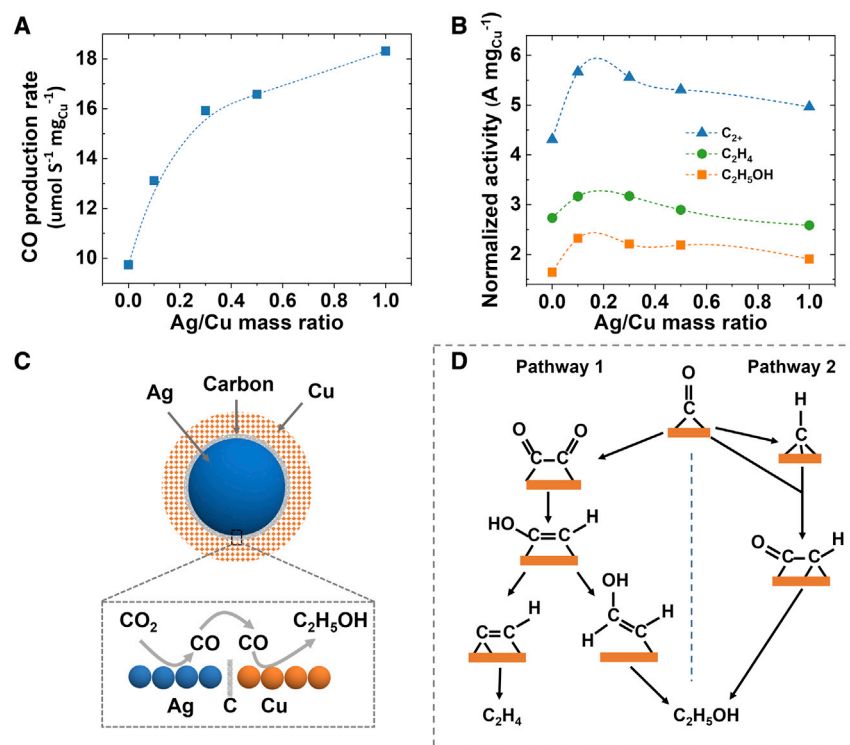 A
CO production rate
(umol S⁻¹ mg_Cu⁻¹)
18
16
14
12
10
0.0 0.2 0.4 0.6 0.8 1.0
Ag/Cu mass ratio
B
Normalized activity (A mg_Cu⁻¹)
6
5
4
3
2
C₂₊
C₂H₄
C₂H₅OH
0.0 0.2 0.4 0.6 0.8 1.0
Ag/Cu mass ratio
C
Ag Carbon Cu
CO₂ CO CO C₂H₅OH
Ag C Cu
D
Pathway 1 Pathway 2
O
C
H
C
O O
C C
HO H
C=C
O H
C C
H
C=C
OH
C C
H H
C₂H₄ C₂H₅OH